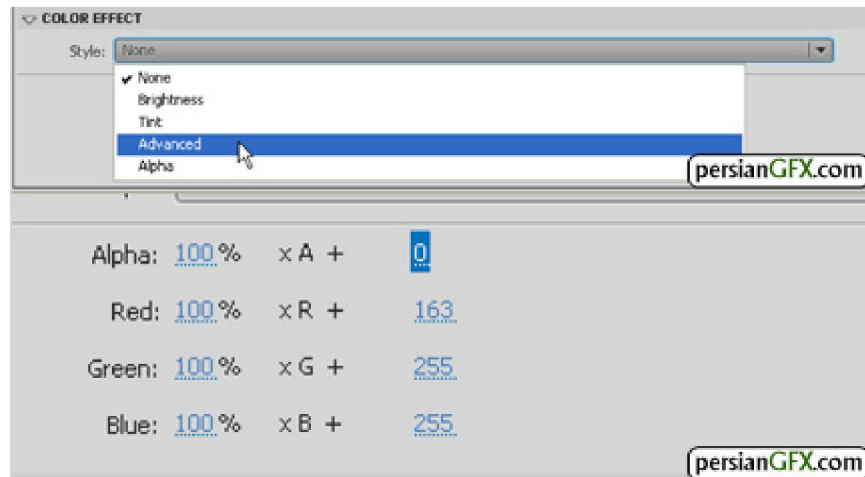 COLOR EFFECT
Style: None
None
Brightness
Tint
Advanced
Alpha
persianGFX.com
Alpha: 100 % x A + 0
Red: 100 % x R + 163
Green: 100 % x G + 255
Blue: 100 % x B + 255
persianGFX.com